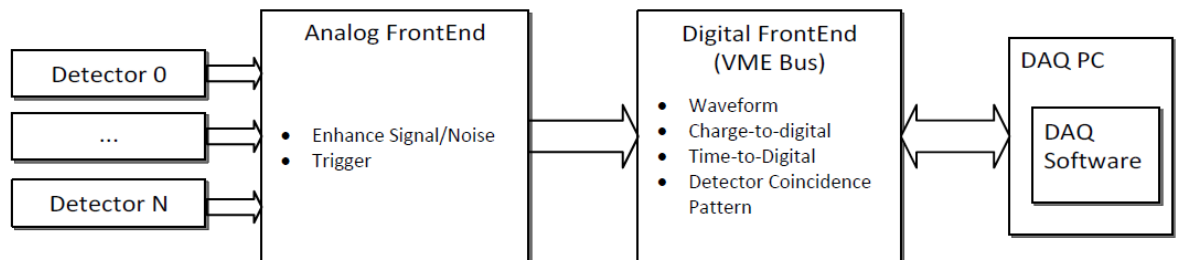 Detector 0
...
Detector N
Analog FrontEnd
• Enhance Signal/Noise
• Trigger
Digital FrontEnd
(VME Bus)
• Waveform
• Charge-to-digital
• Time-to-Digital
• Detector Coincidence
Pattern
DAQ PC
DAQ
Software